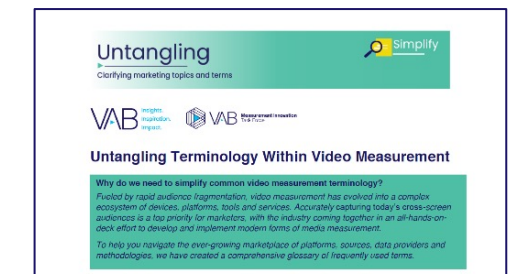 Untangling
Clarifying marketing topics and terms
Simplify
VAB Insights. Inspiration. Impact.
VAB Measurement Innovation Task Force
Untangling Terminology Within Video Measurement
Why do we need to simplify common video measurement terminology?
Fueled by rapid audience fragmentation, video measurement has evolved into a complex
ecosystem of devices, platforms, tools and services. Accurately capturing today's cross-screen
audiences is a top priority for marketers, with the industry coming together in an all-hands-on-
deck effort to develop and implement modern forms of media measurement.
To help you navigate the ever-growing marketplace of platforms, sources, data providers and
methodologies, we have created a comprehensive glossary of frequently used terms.